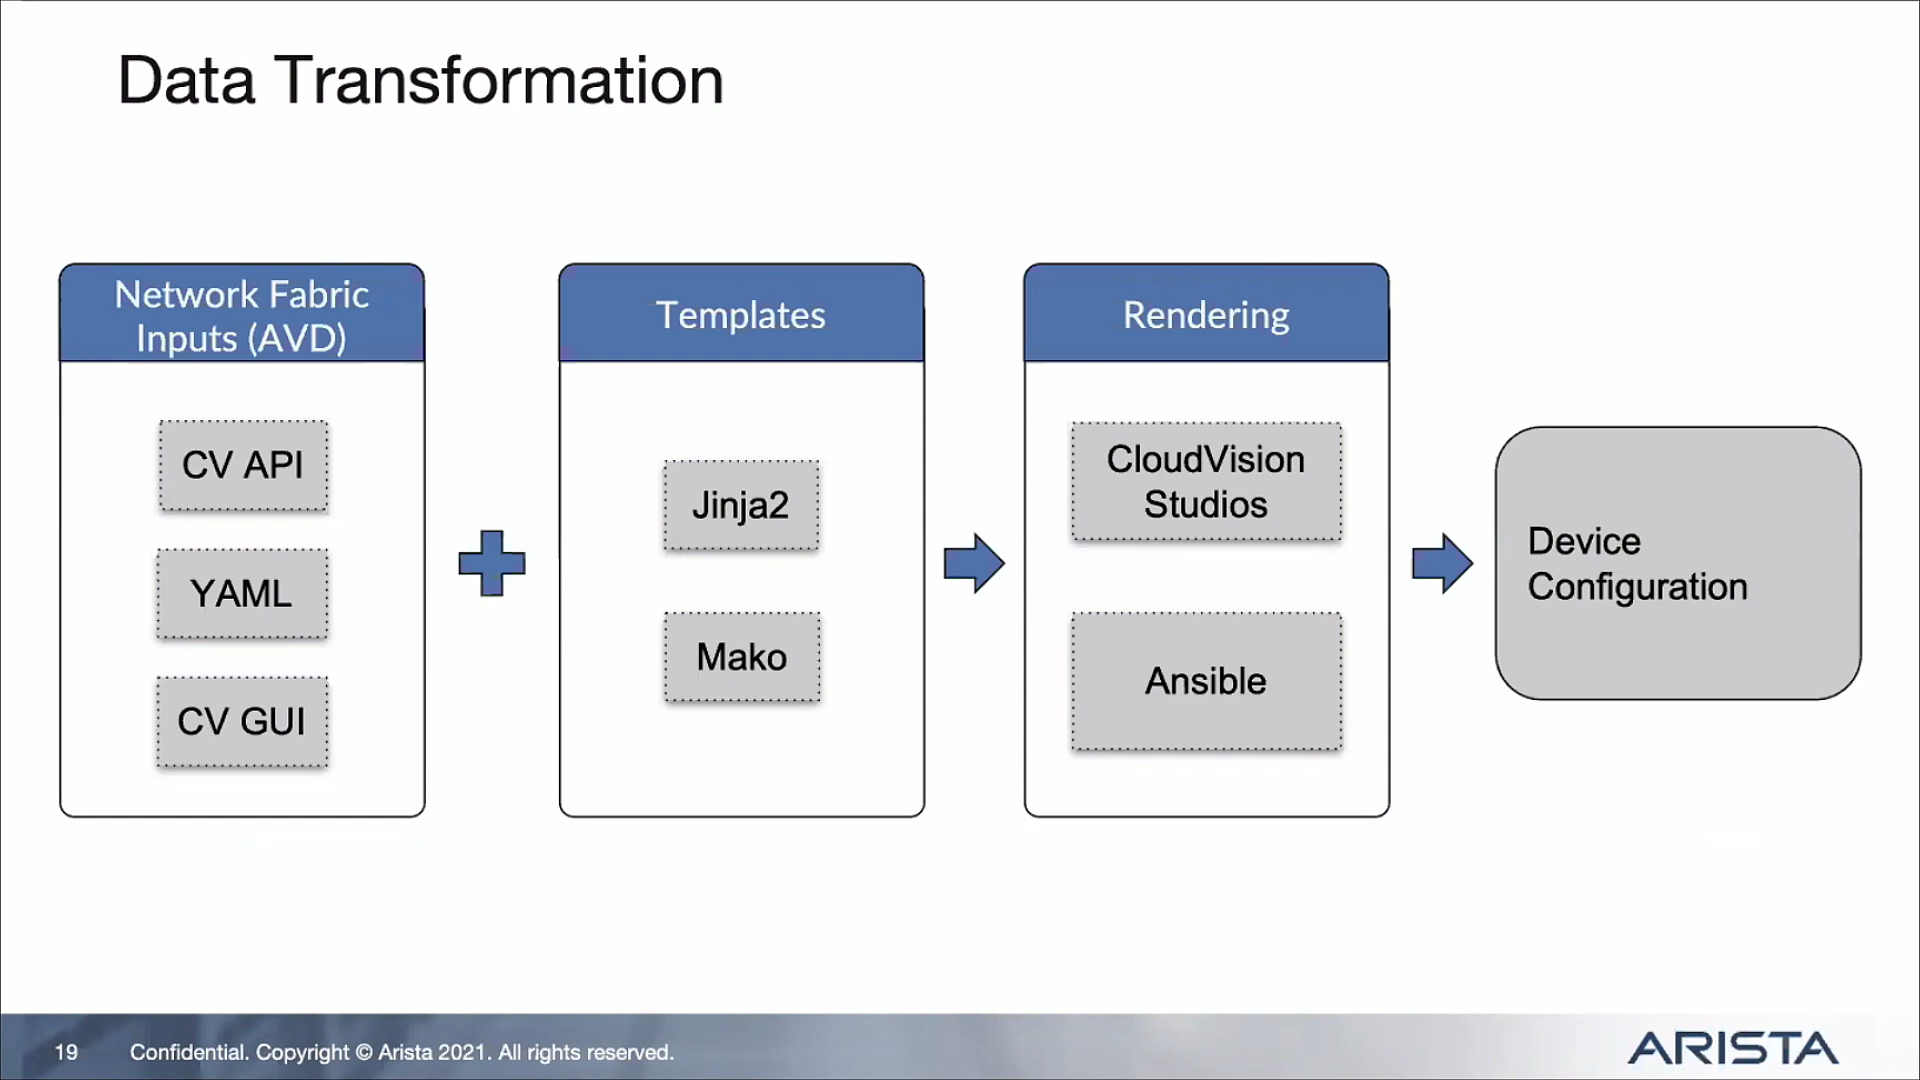 Data Transformation
Network Fabric
Inputs (AVD)
CV API
YAML
CV GUI
Templates
Jinja2
Mako
Rendering
CloudVision
Studios
Ansible
Device
Configuration
19
Confidential. Copyright © Arista 2021. All rights reserved.
ARISTA